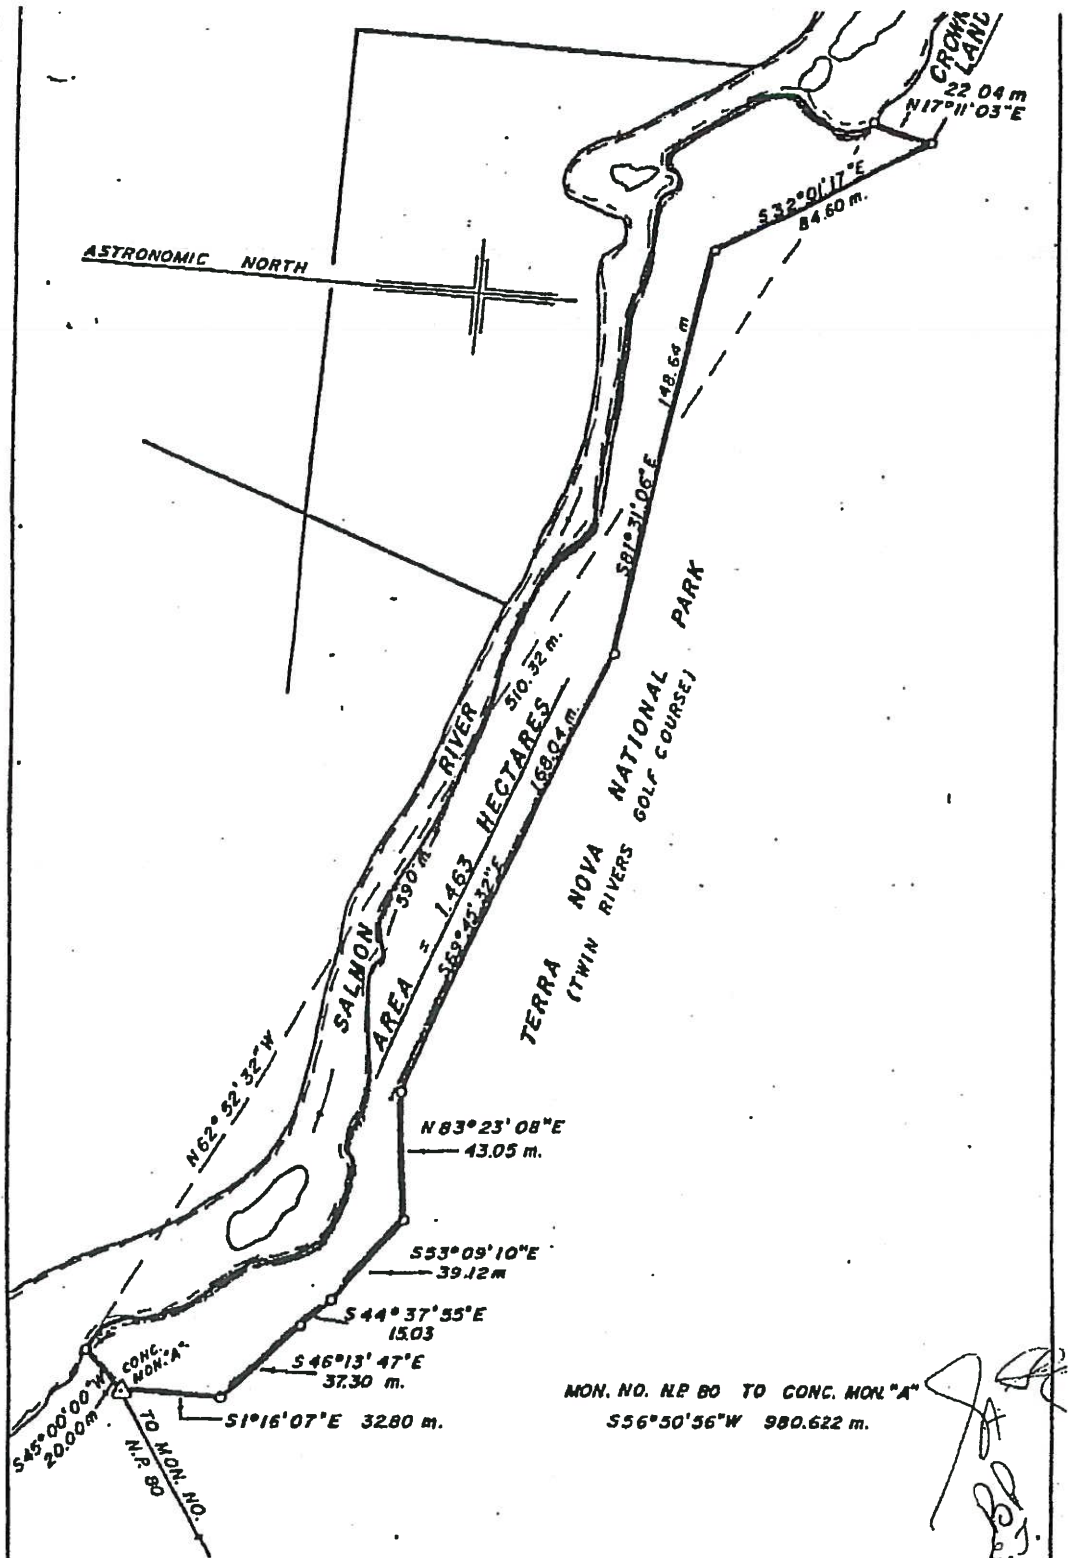 CROWN
LAND
22 04 m
N17°11'03"E
S32°01'17"E
84.60 m.
ASTRONOMIC NORTH
148.64 m
S81°31'06"E
510.32 m.
SALMON RIVER
590 m
AREA = 1.463 HECTARES
168.04 m.
S69°45'32"E
TERRA NOVA NATIONAL PARK
(TWIN RIVERS GOLF COURSE)
N62°52'32"W
N83°23'08"E
43.05 m.
S53°09'10"E
39.12m
S44°37'55"E
15.03
S46°13'47"E
37.30 m.
CONC.
MON."A"
S45°00'00"W
20.00m
S1°16'07"E 32.80 m.
TO MON. NO.
N.P. 80
MON. NO. N.P. 80 TO CONC. MON. "A"
S56°50'56"W 980.622 m.